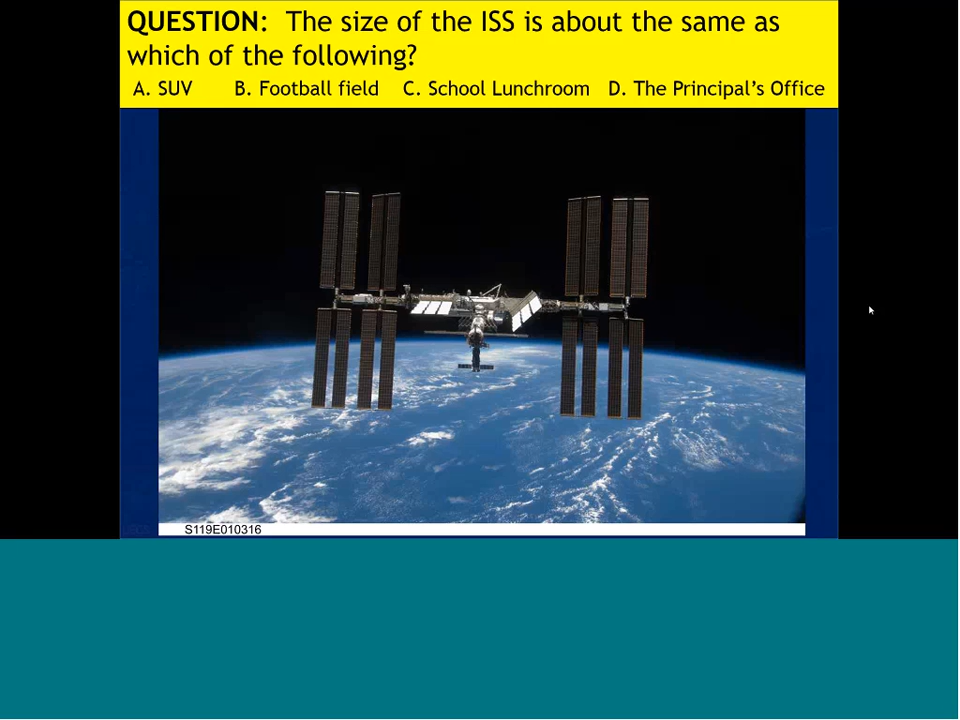 QUESTION: The size of the ISS is about the same as
which of the following?
A. SUV B. Football field C. School Lunchroom D. The Principal's Office
S119E010316